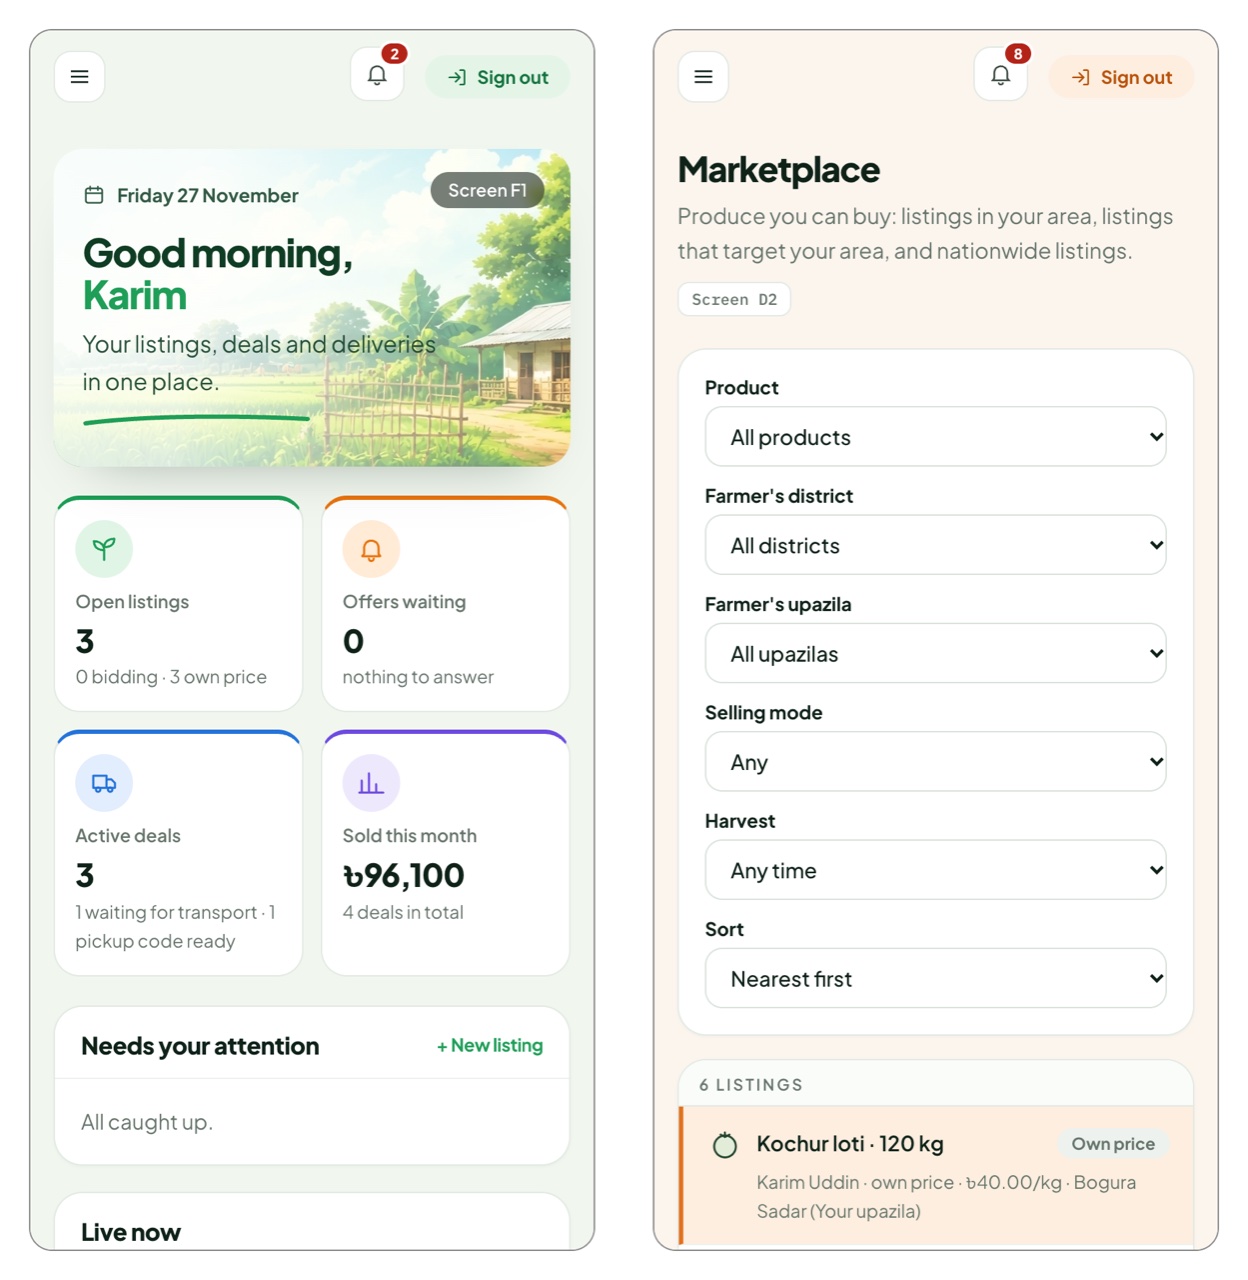 2
Sign out
Friday 27 November
Screen F1
Good morning,
Karim
Your listings, deals and deliveries
in one place.
Open listings
3
0 bidding · 3 own price
Offers waiting
0
nothing to answer
Active deals
3
1 waiting for transport · 1
pickup code ready
Sold this month
৳96,100
4 deals in total
Needs your attention
+ New listing
All caught up.
Live now
8
Sign out
Marketplace
Produce you can buy: listings in your area, listings
that target your area, and nationwide listings.
Screen D2
Product
All products
Farmer's district
All districts
Farmer's upazila
All upazilas
Selling mode
Any
Harvest
Any time
Sort
Nearest first
6 LISTINGS
Kochur loti · 120 kg
Own price
Karim Uddin · own price · ৳40.00/kg · Bogura
Sadar (Your upazila)